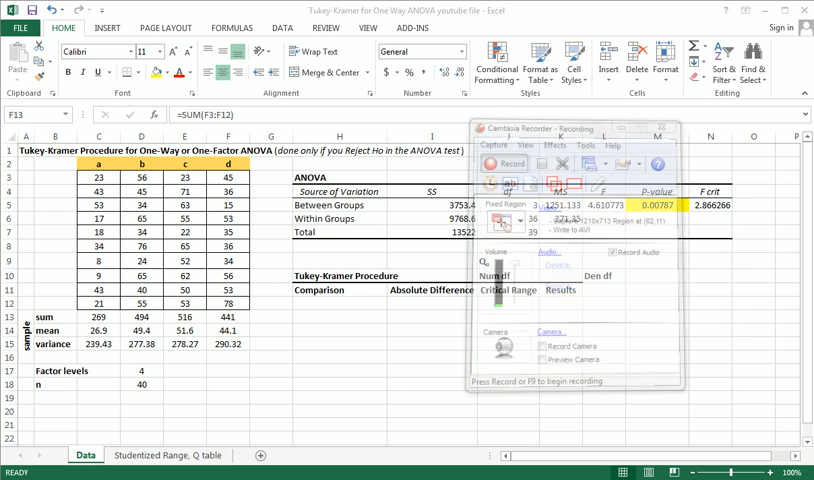 Tukey-Kramer for One Way ANOVA youtube file - Excel
Sign in
FILE HOME INSERT PAGE LAYOUT FORMULAS DATA REVIEW VIEW
Calibri 11 Wrap Text General
Paste B I U A Merge & Center $ % , Conditional Formatting Format as Table Cell Styles Insert Delete Format Sort & Filter Find & Select
Clipboard Font Alignment Number Styles Cells Editing
F13 =SUM(F3:F12)
A B C D E F G H I J K L M N O P
1 Tukey-Kramer Procedure for One-Way or One-Factor ANOVA (done only if you Reject Ho in the ANOVA test)
2 a b c d
3 23 56 23 45 ANOVA
4 43 45 71 36 Source of Variation SS df MS F P-value F crit
5 53 34 63 15 Between Groups 3753.4 3 1251.133 4.610773 0.00787 2.866266
6 17 65 55 53 Within Groups 9768.6 36 271.35
7 18 34 22 35 Total 13522 39
8 34 76 65 36
9 8 24 52 34
10 9 65 62 56 Tukey-Kramer Procedure Num df Den df
11 43 40 50 53 Comparison Absolute Difference Critical Range Results
12 21 55 53 78
13 sum 269 494 516 441
14 mean 26.9 49.4 51.6 44.1
15 variance 239.43 277.38 278.27 290.32
16
17 Factor levels 4
18 n 40
19
20
21
22
sample
Qu
Camtasia Recorder - Recording
Capture View Effects Tools Help
Record
Fixed Region
Capture 1210x713 Region at (62,11)
- Write to AVI
Volume
Audio...
Record Audio
Device:
Camera
Camera...
Record Camera
Preview Camera
Press Record or F9 to begin recording
Data Studentized Range, Q table
READY 100%